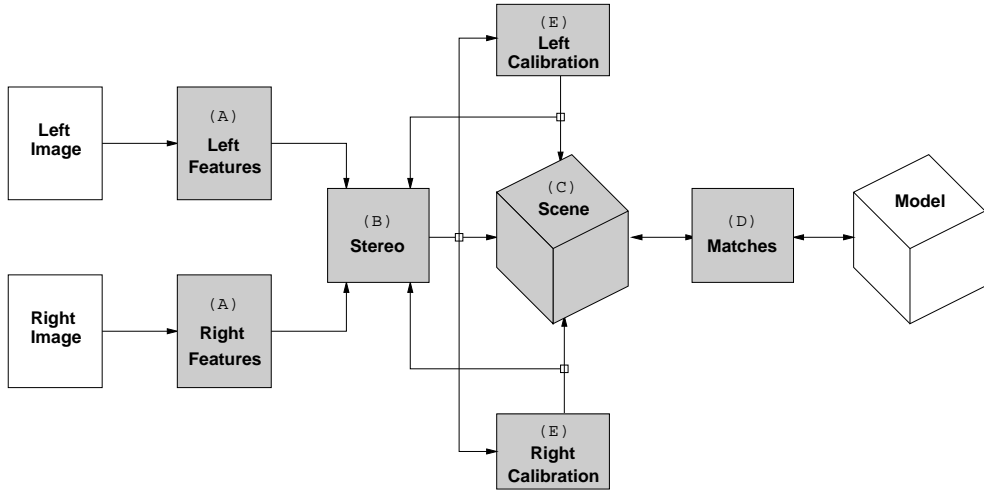 Left
Image
(A)
Left
Features
(B)
Stereo
Right
Image
(A)
Right
Features
(E)
Left
Calibration
(C)
Scene
(D)
Matches
Model
(E)
Right
Calibration